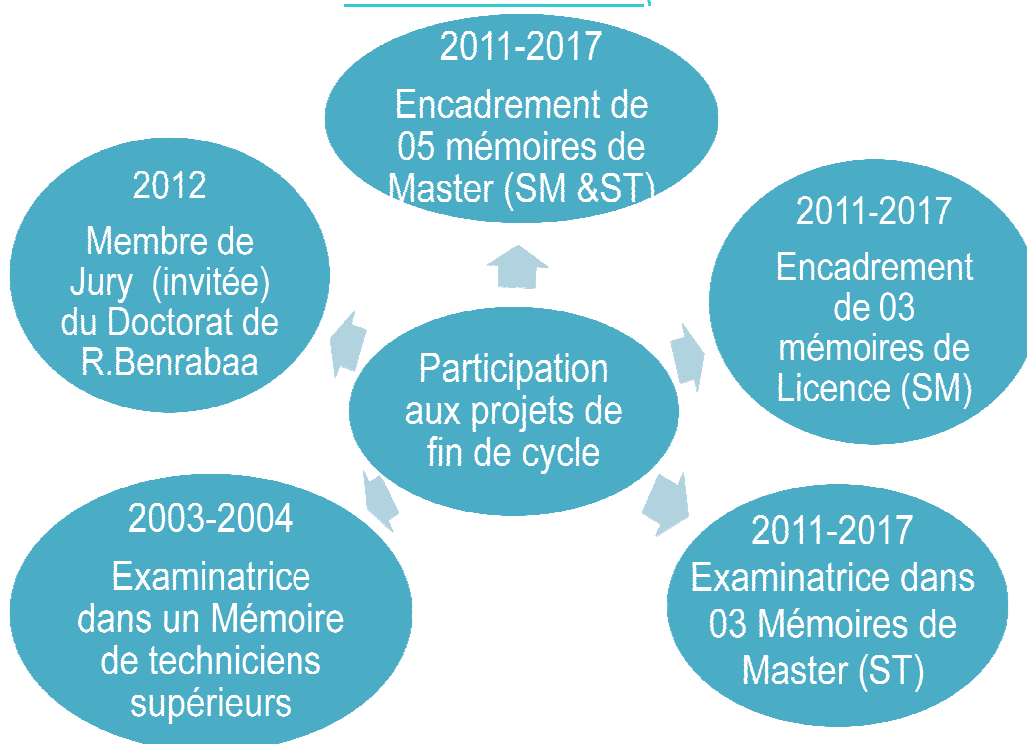 2011-2017
Encadrement de
05 mémoires de
Master (SM &ST)
2012
Membre de
Jury (invitée)
du Doctorat de
R.Benrabaa
2011-2017
Encadrement
de 03
mémoires de
Licence (SM)
Participation
aux projets de
fin de cycle
2003-2004
Examinatrice
dans un Mémoire
de techniciens
supérieurs
2011-2017
Examinatrice dans
03 Mémoires de
Master (ST)